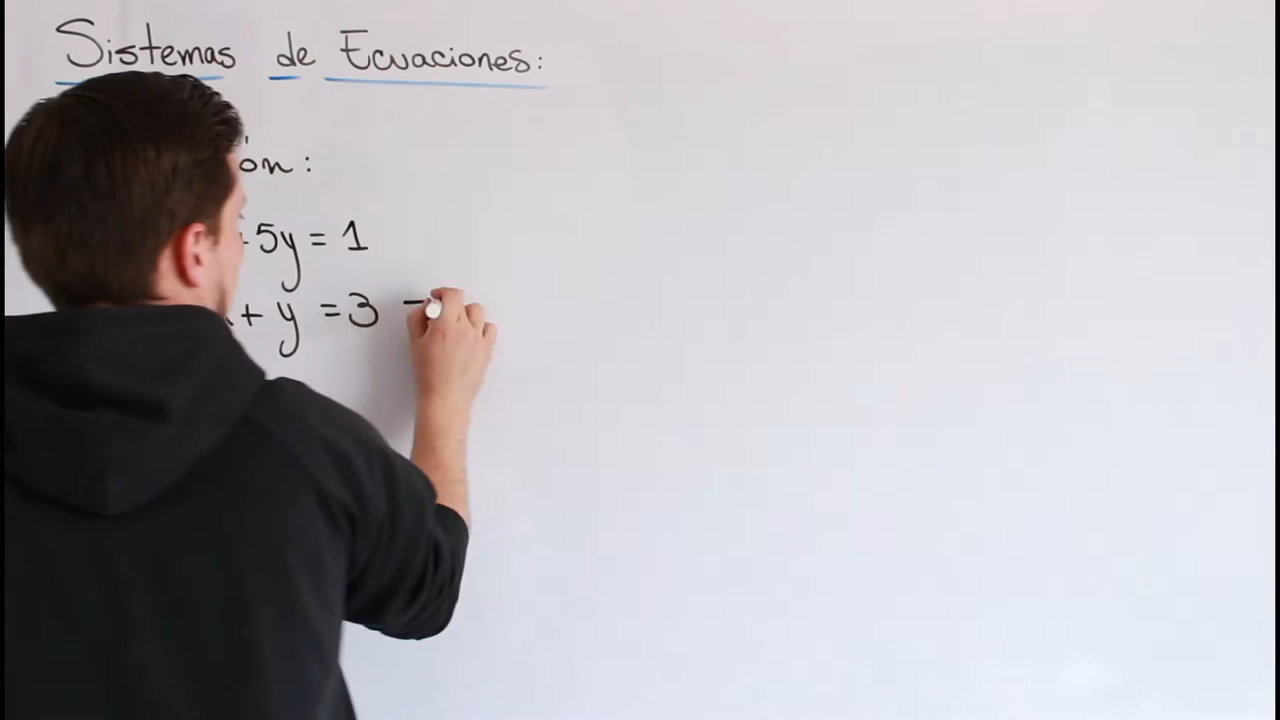 Sistemas de Ecuaciones:
ón:
5y = 1
+ y = 3